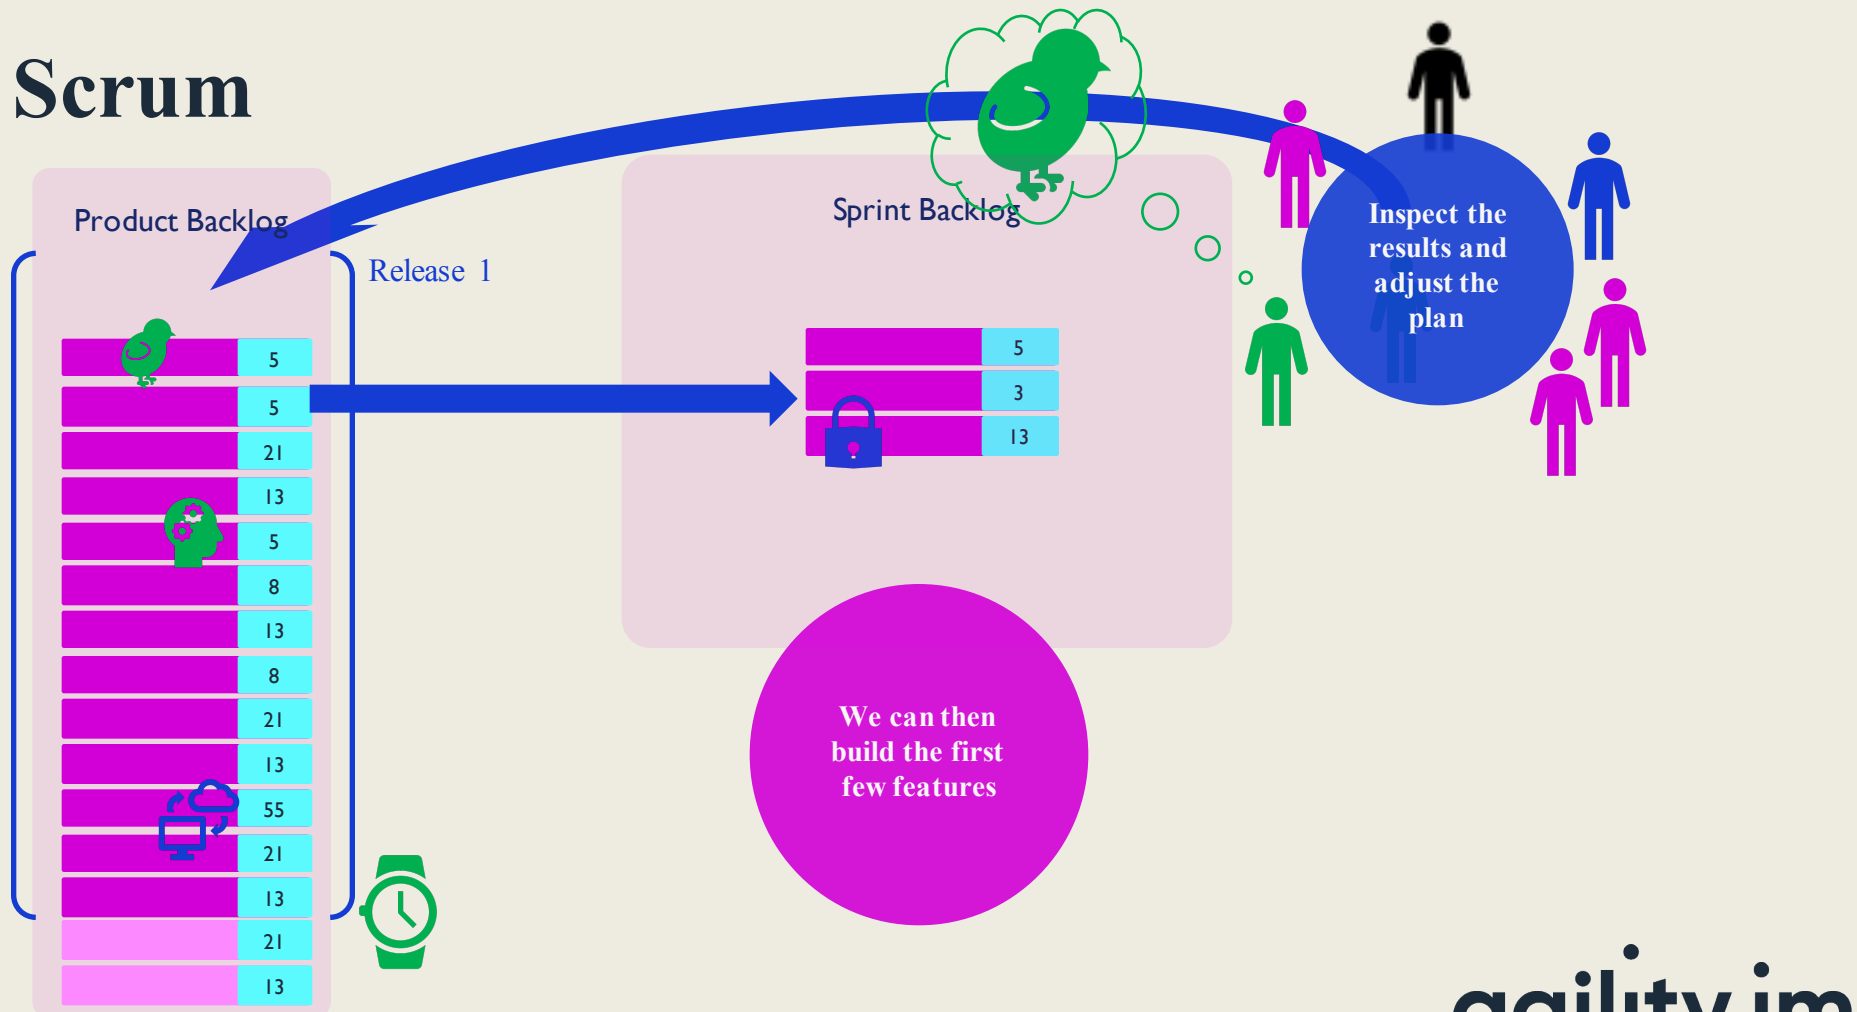 Scrum
Product Backlog
Release 1
5
5
21
13
5
8
13
8
21
13
55
21
13
21
13
Sprint Backlog
5
3
13
We can then
build the first
few features
Inspect the
results and
adjust the
plan
agility.im